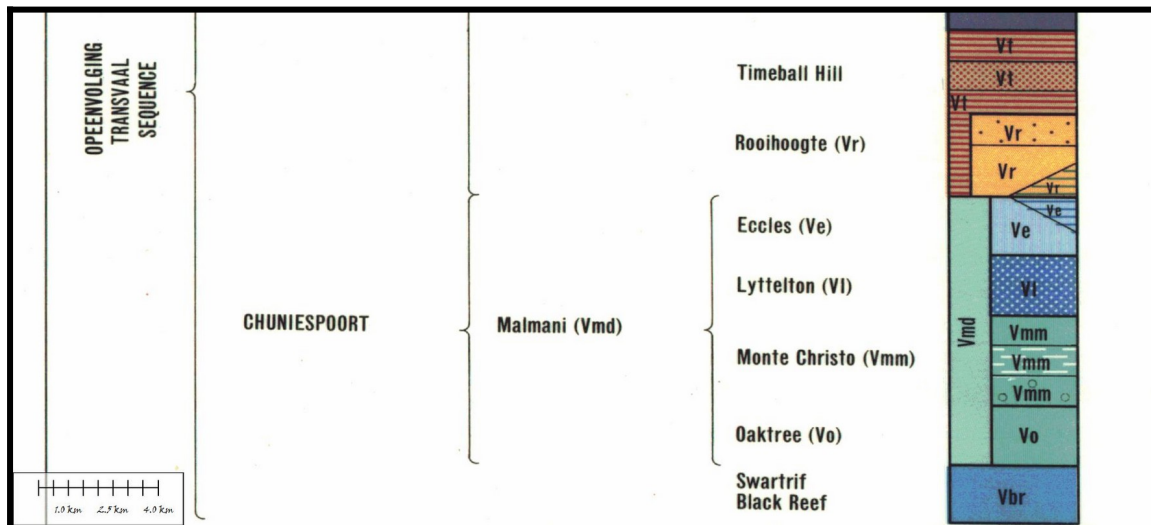 OPEENVOLGING
TRANSVAAL
SEQUENCE
CHUNIESPOORT
Malmani (Vmd)
Timeball Hill
Rooihoogte (Vr)
Eccles (Ve)
Lyttelton (Vl)
Monte Christo (Vmm)
Oaktree (Vo)
Swartrif
Black Reef
Vt
Vt
Vt
Vr
Vr
Vr
Ve
Ve
Vl
Vmd
Vmm
Vmm
Vmm
Vo
Vbr
1.0 km 2.5 km 4.0 km